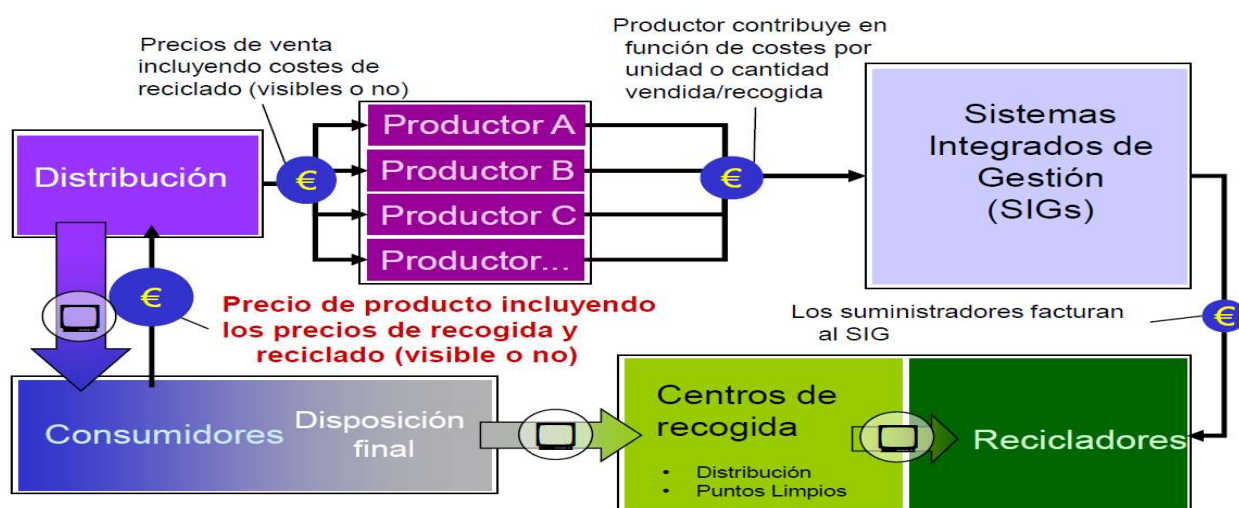 Precios de venta
incluyendo costes de
reciclado (visibles o no)
Productor contribuye en
función de costes por
unidad o cantidad
vendida/recogida
Distribución
€
Productor A
Productor B
Productor C
Productor...
€
Sistemas
Integrados de
Gestión
(SIGs)
€
Precio de producto incluyendo
los precios de recogida y
reciclado (visible o no)
Los suministradores facturan
al SIG
€
Consumidores
Disposición
final
Centros de
recogida
• Distribución
• Puntos Limpios
Recicladores